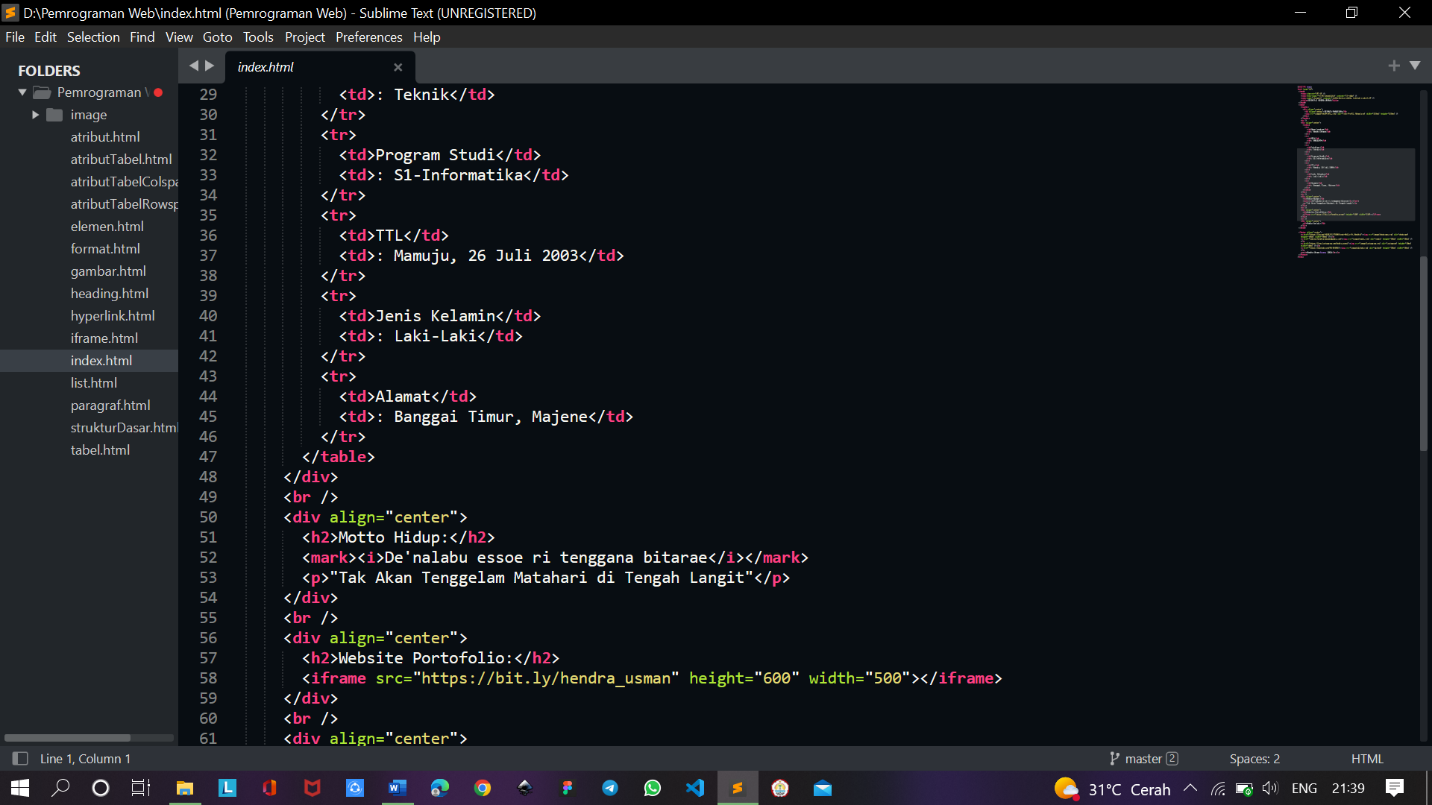 D:\Pemrograman Web\index.html (Pemrograman Web) - Sublime Text (UNREGISTERED)
File Edit Selection Find View Goto Tools Project Preferences Help
FOLDERS
Pemrograman
image
atribut.html
atributTabel.html
atributTabelColspa
atributTabelRowsp
elemen.html
format.html
gambar.html
heading.html
hyperlink.html
iframe.html
index.html
list.html
paragraf.html
strukturDasar.html
tabel.html
index.html
29 <td>: Teknik</td>
30 </tr>
31 <tr>
32 <td>Program Studi</td>
33 <td>: S1-Informatika</td>
34 </tr>
35 <tr>
36 <td>TTL</td>
37 <td>: Mamuju, 26 Juli 2003</td>
38 </tr>
39 <tr>
40 <td>Jenis Kelamin</td>
41 <td>: Laki-Laki</td>
42 </tr>
43 <tr>
44 <td>Alamat</td>
45 <td>: Banggai Timur, Majene</td>
46 </tr>
47 </table>
48 </div>
49 <br />
50 <div align="center">
51 <h2>Motto Hidup:</h2>
52 <mark><i>De'nalabu essoe ri tenggana bitarae</i></mark>
53 <p>"Tak Akan Tenggelam Matahari di Tengah Langit"</p>
54 </div>
55 <br />
56 <div align="center">
57 <h2>Website Portofolio:</h2>
58 <iframe src="https://bit.ly/hendra_usman" height="600" width="500"></iframe>
59 </div>
60 <br />
61 <div align="center">
Line 1, Column 1
master 2
Spaces: 2
HTML
31°C Cerah
ENG
21:39